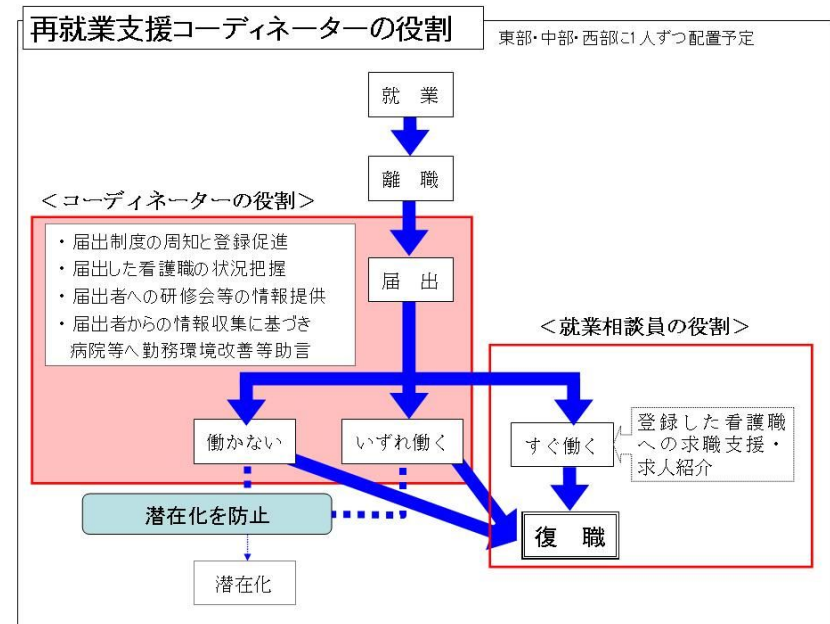 再就業支援コーディネーターの役割
東部・中部・西部に1人ずつ配置予定
就 業
離 職
＜コーディネーターの役割＞
・届出制度の周知と登録促進
・届出した看護職の状況把握
・届出者への研修会等の情報提供
・届出者からの情報収集に基づき
病院等へ勤務環境改善等助言
届 出
＜就業相談員の役割＞
働かない
いずれ働く
すぐ働く
登録した看護職
への求職支援・
求人紹介
潜在化を防止
復 職
潜在化